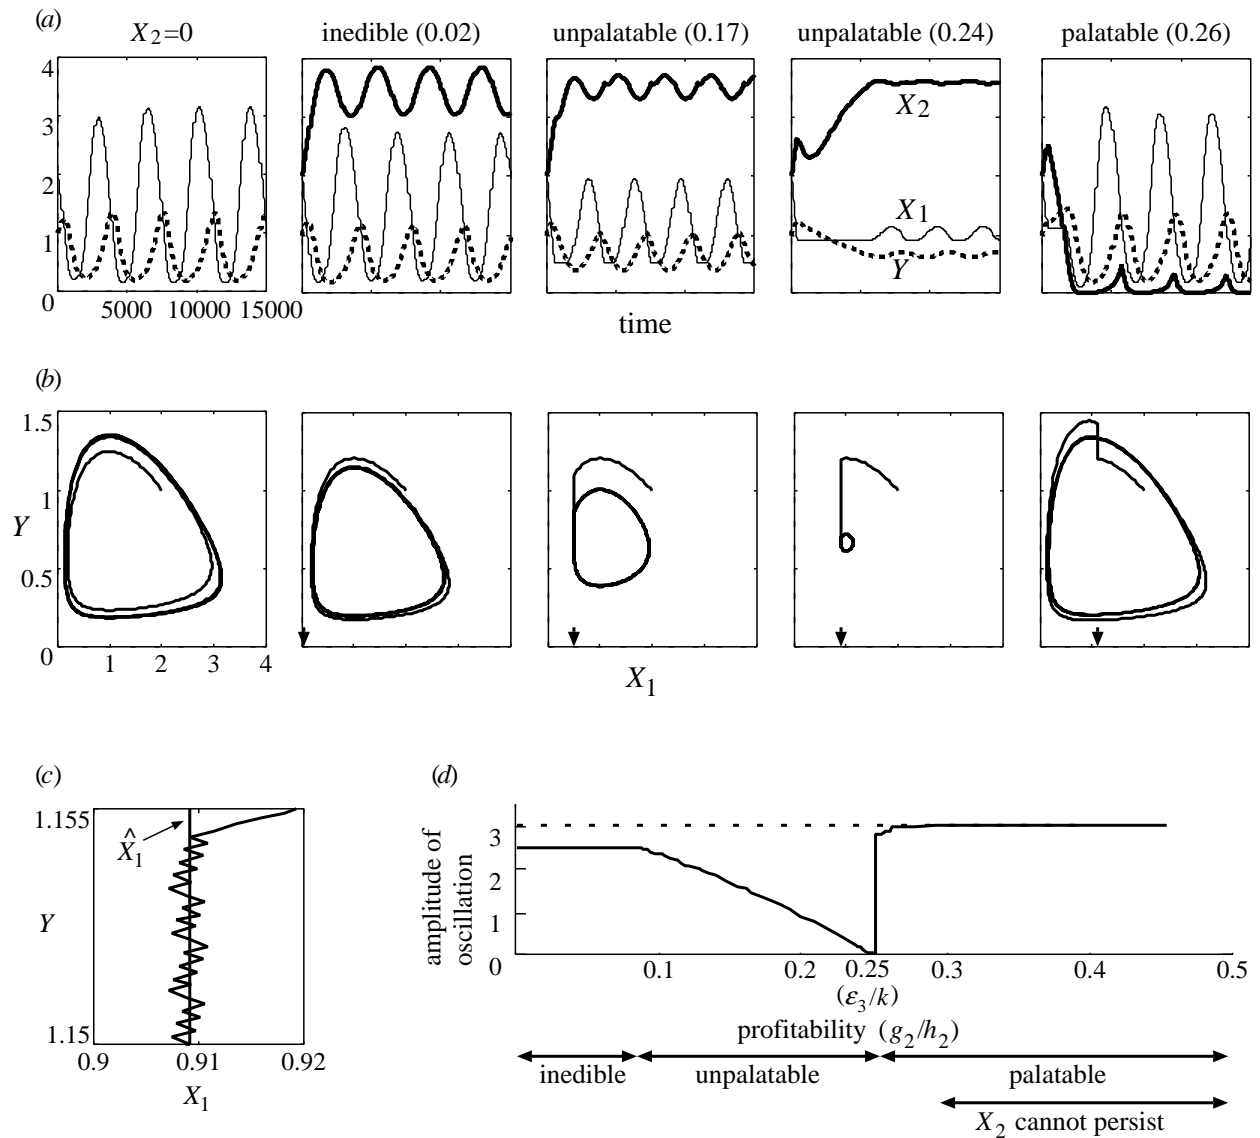 (a)
X2=0
inedible (0.02)
unpalatable (0.17)
unpalatable (0.24)
palatable (0.26)
4
3
2
1
0
5000 10000 15000
X2
X1
Y
time
(b)
1.5
1
0.5
0
Y
1 2 3 4
X1
(c)
1.155
X̂1
Y
1.15
0.9 0.91 0.92
X1
(d)
amplitude of
oscillation
3
2
1
0
0.1 0.2 0.25 0.3 0.4 0.5
(ε3/k)
profitability (g2/h2)
inedible unpalatable palatable
X2 cannot persist